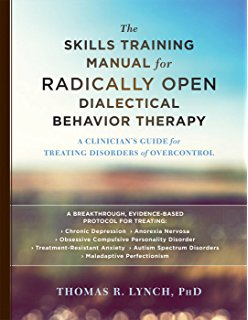 The
SKILLS TRAINING
MANUAL for
RADICALLY OPEN
DIALECTICAL
BEHAVIOR THERAPY
A CLINICIAN'S GUIDE for
TREATING DISORDERS of OVERCONTROL
A BREAKTHROUGH, EVIDENCE-BASED
PROTOCOL FOR TREATING:
› Chronic Depression › Anorexia Nervosa
› Obsessive Compulsive Personality Disorder
› Treatment-Resistant Anxiety › Autism Spectrum Disorders
› Maladaptive Perfectionism
THOMAS R. LYNCH, PHD